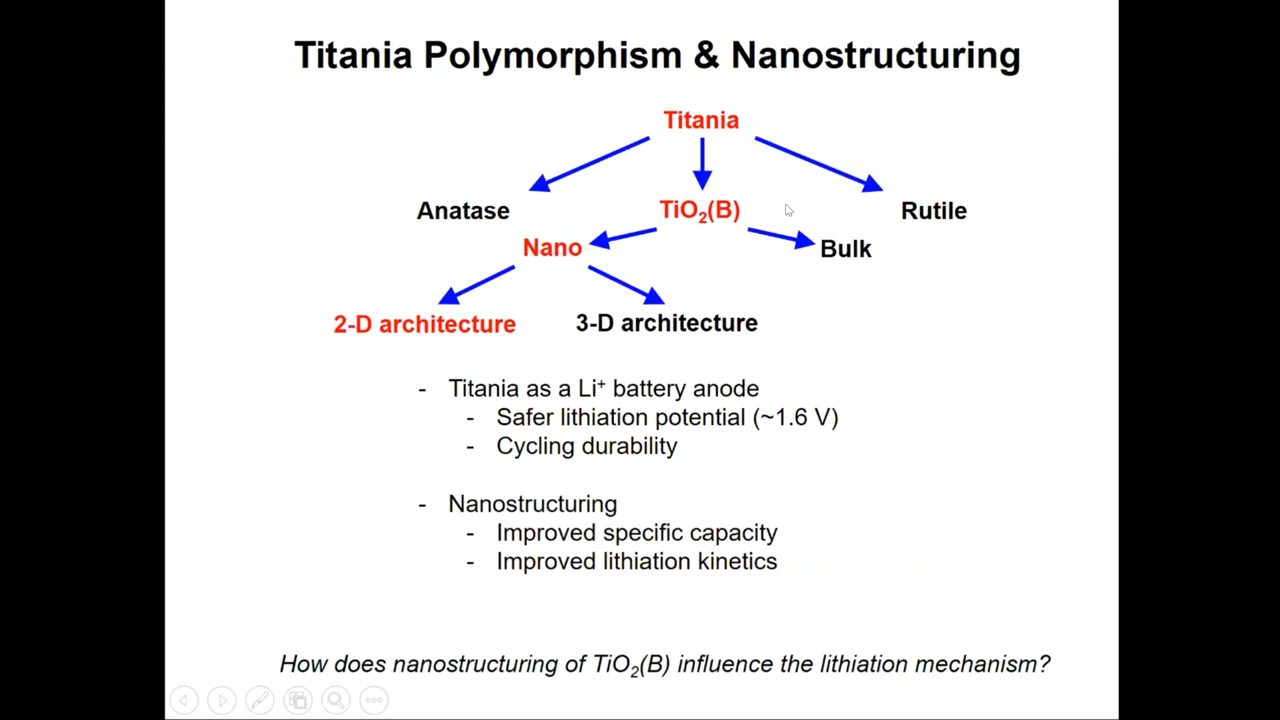 Titania Polymorphism & Nanostructuring
Titania
Anatase
TiO₂(B)
Rutile
Nano
Bulk
2-D architecture
3-D architecture
- Titania as a Li⁺ battery anode
- Safer lithiation potential (~1.6 V)
- Cycling durability
- Nanostructuring
- Improved specific capacity
- Improved lithiation kinetics
How does nanostructuring of TiO₂(B) influence the lithiation mechanism?